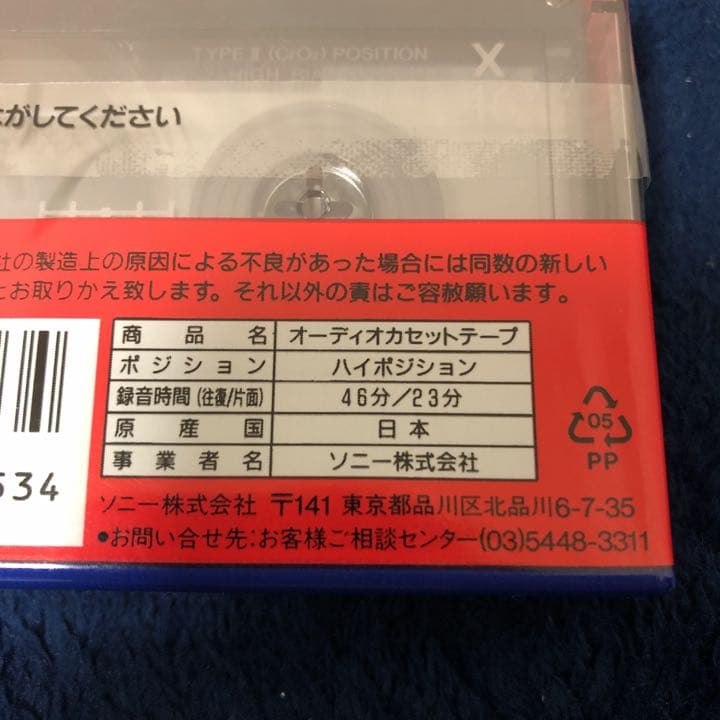 TYPE II (CrO₂) POSITION
X
がしてください
社の製造上の原因による不良があった場合には同数の新しい
とお取りかえ致します。それ以外の責はご容赦願います。
商品名 オーディオカセットテープ
ポジション ハイポジション
録音時間(往復/片面) 46分/23分
原産国 日本
事業者名 ソニー株式会社
534
05
PP
ソニー株式会社 〒141 東京都品川区北品川6-7-35
●お問い合せ先:お客様ご相談センター(03)5448-3311